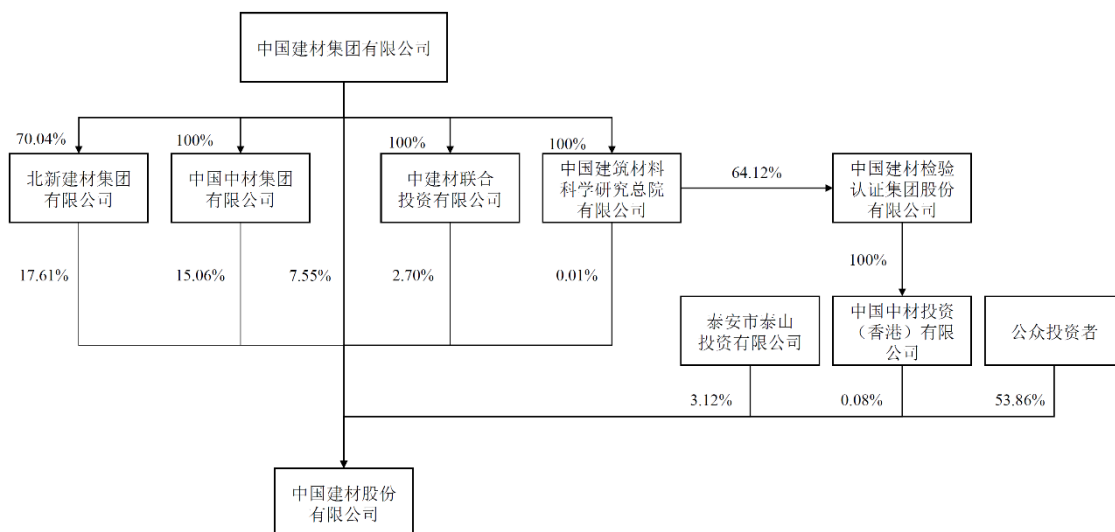 中国建材集团有限公司
70.04%
100%
100%
100%
北新建材集团
有限公司
中国中材集团
有限公司
中建材联合
投资有限公司
中国建筑材料
科学研究总院
有限公司
64.12%
中国建材检验
认证集团股份
有限公司
17.61%
15.06%
7.55%
2.70%
0.01%
100%
泰安市泰山
投资有限公司
中国中材投资
（香港）有限
公司
公众投资者
3.12%
0.08%
53.86%
中国建材股份
有限公司